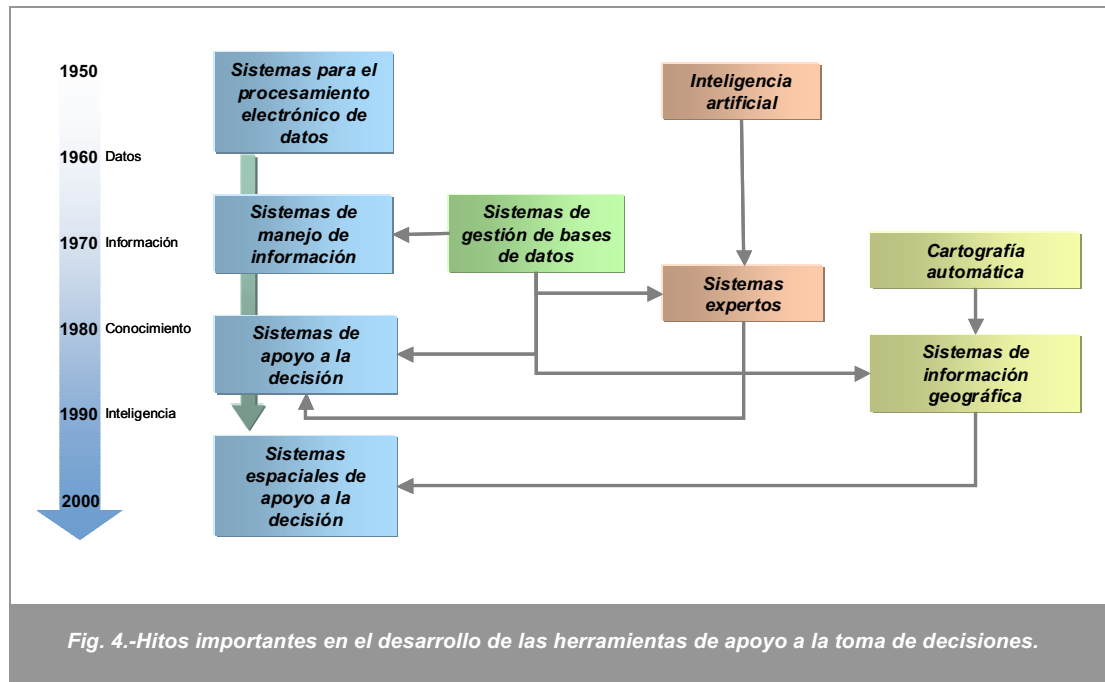 1950
Sistemas para el
procesamiento
electrónico de
datos
Inteligencia
artificial
1960 Datos
Sistemas de
manejo de
información
Sistemas de
gestión de bases
de datos
1970 Información
Cartografía
automática
Sistemas
expertos
1980 Conocimiento
Sistemas de
apoyo a la
decisión
Sistemas de
información
geográfica
1990 Inteligencia
Sistemas
espaciales de
apoyo a la
decisión
2000
Fig. 4.-Hitos importantes en el desarrollo de las herramientas de apoyo a la toma de decisiones.